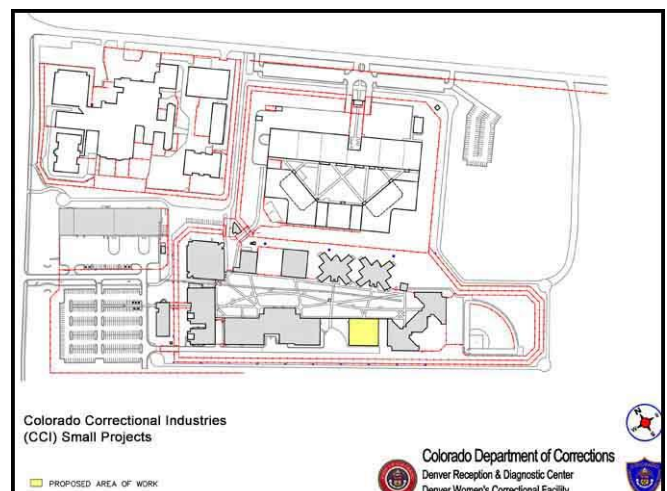 Colorado Correctional Industries
(CCI) Small Projects
PROPOSED AREA OF WORK
N
Colorado Department of Corrections
Denver Reception & Diagnostic Center
Denver Women's Correctional Facility